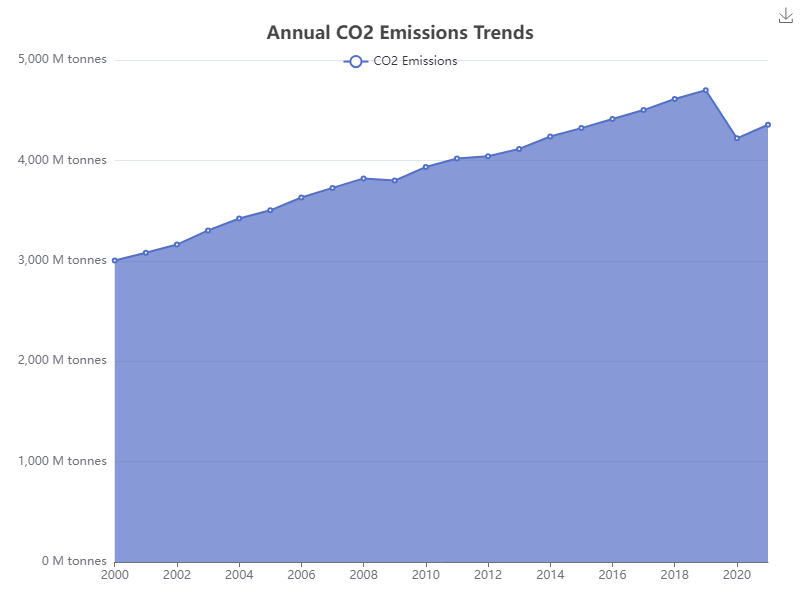 Annual CO2 Emissions Trends
CO2 Emissions
5,000 M tonnes
4,000 M tonnes
3,000 M tonnes
2,000 M tonnes
1,000 M tonnes
0 M tonnes
2000 2002 2004 2006 2008 2010 2012 2014 2016 2018 2020